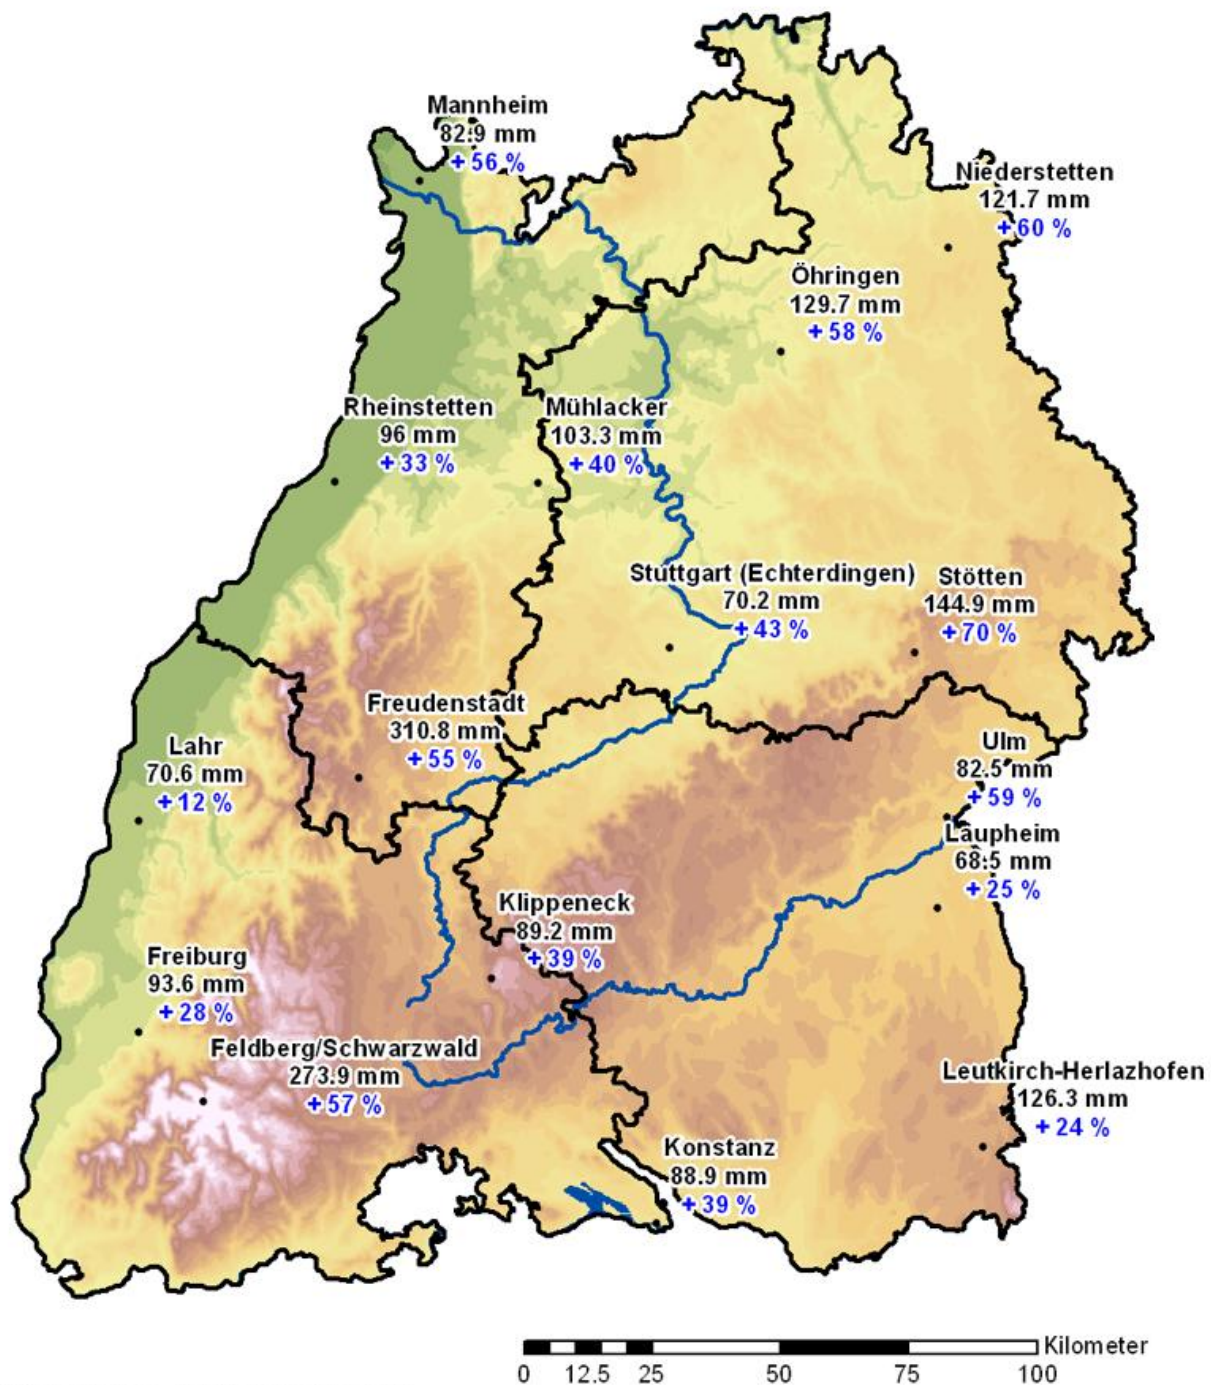 Mannheim
82.9 mm
+ 56 %
Niederstetten
121.7 mm
+ 60 %
Öhringen
129.7 mm
+ 58 %
Rheinstetten
96 mm
+ 33 %
Mühlacker
103.3 mm
+ 40 %
Stuttgart (Echterdingen)
70.2 mm
+ 43 %
Stötten
144.9 mm
+ 70 %
Freudenstadt
310.8 mm
+ 55 %
Lahr
70.6 mm
+ 12 %
Ulm
82.5 mm
+ 59 %
Laupheim
68.5 mm
+ 25 %
Klippeneck
89.2 mm
+ 39 %
Freiburg
93.6 mm
+ 28 %
Feldberg/Schwarzwald
273.9 mm
+ 57 %
Leutkirch-Herlazhofen
126.3 mm
+ 24 %
Konstanz
88.9 mm
+ 39 %
Kilometer
0 12.5 25 50 75 100